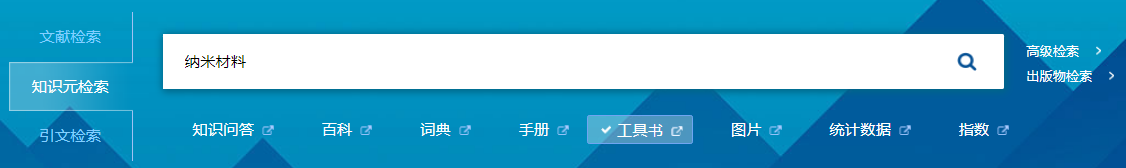 文献检索
知识元检索
引文检索
纳米材料
高级检索
出版物检索
知识问答 百科 词典 手册 工具书 图片 统计数据 指数